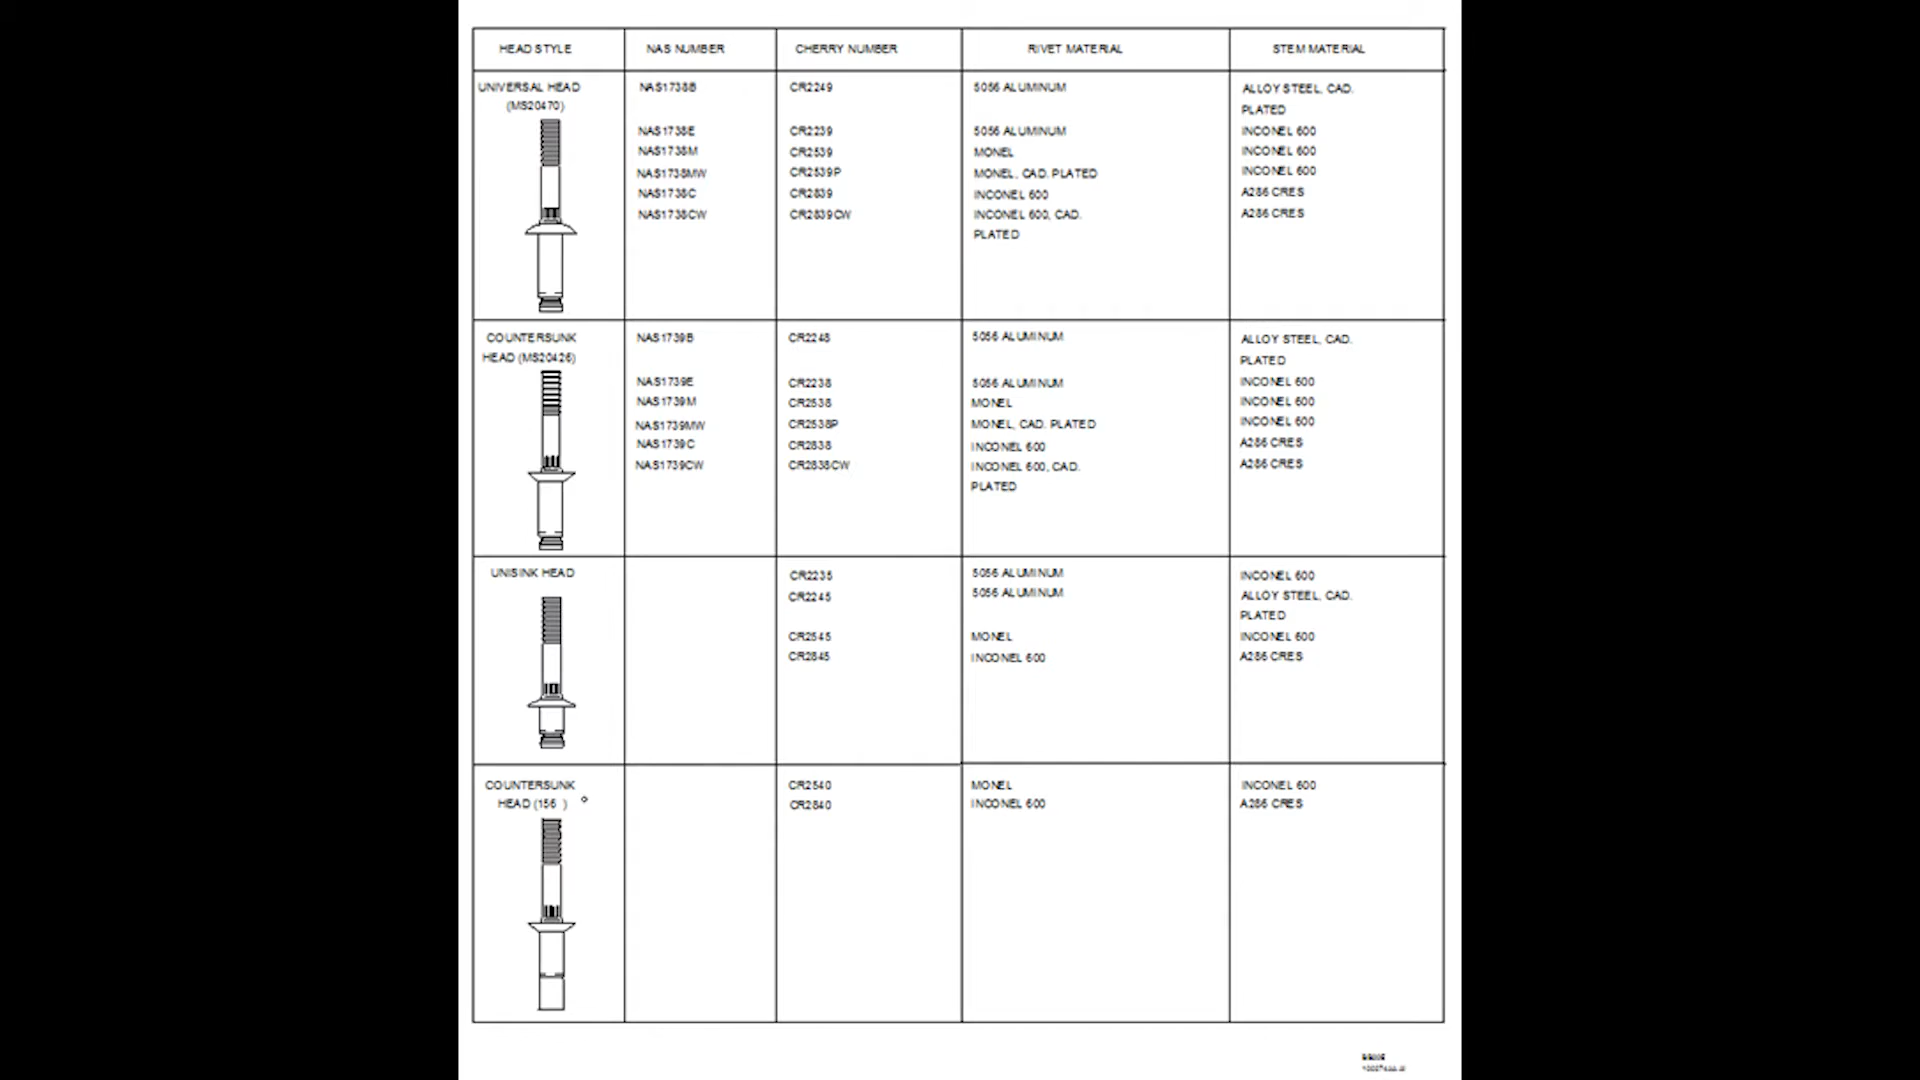 HEAD STYLE NAS NUMBER CHERRY NUMBER RIVET MATERIAL STEM MATERIAL
UNIVERSAL HEAD NAS1738B CR2249 5056 ALUMINUM ALLOY STEEL, CAD.
(MS20470) PLATED
NAS1738E CR2239 5056 ALUMINUM INCONEL 600
NAS1738M CR2539 MONEL INCONEL 600
NAS1738MW CR2539P MONEL, CAD. PLATED INCONEL 600
NAS1738C CR2839 INCONEL 600 A286 CRES
NAS1738CW CR2839CW INCONEL 600, CAD. A286 CRES
PLATED
COUNTERSUNK NAS1739B CR2248 5056 ALUMINUM ALLOY STEEL, CAD.
HEAD (MS20426) PLATED
NAS1739E CR2238 5056 ALUMINUM INCONEL 600
NAS1739M CR2538 MONEL INCONEL 600
NAS1739MW CR2538P MONEL, CAD. PLATED INCONEL 600
NAS1739C CR2838 INCONEL 600 A286 CRES
NAS1739CW CR2838CW INCONEL 600, CAD. A286 CRES
PLATED
UNISINK HEAD CR2235 5056 ALUMINUM INCONEL 600
CR2245 5056 ALUMINUM ALLOY STEEL, CAD.
PLATED
CR2545 MONEL INCONEL 600
CR2845 INCONEL 600 A286 CRES
COUNTERSUNK CR2540 MONEL INCONEL 600
HEAD (156 ) ° CR2840 INCONEL 600 A286 CRES